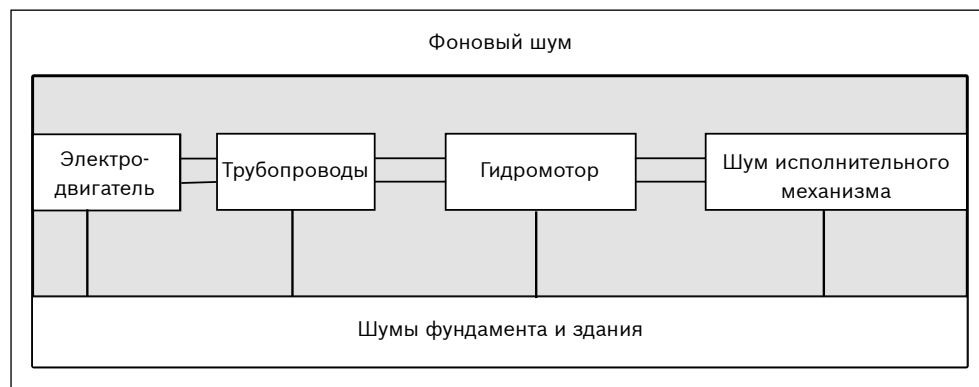 Фоновый шум
Электро-
двигатель
Трубопроводы
Гидромотор
Шум исполнительного
механизма
Шумы фундамента и здания